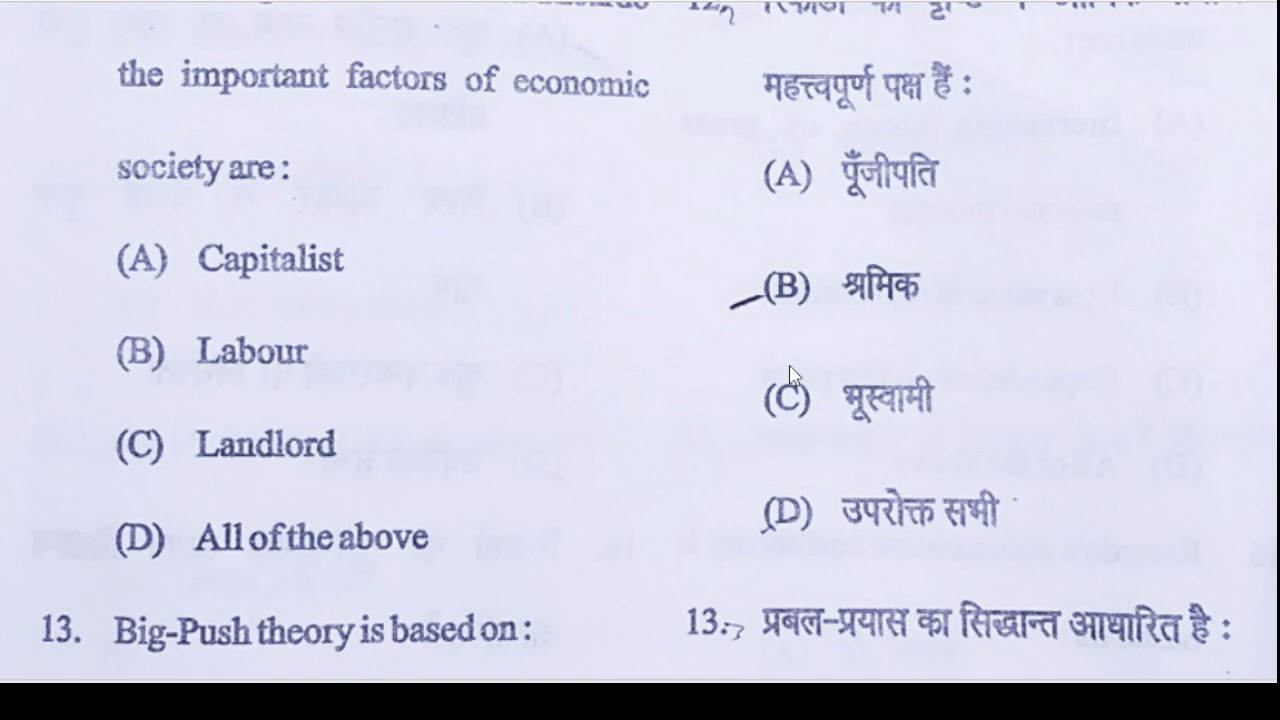 the important factors of economic
society are :
(A) Capitalist
(B) Labour
(C) Landlord
(D) All of the above
13. Big-Push theory is based on :
12.
महत्त्वपूर्ण पक्ष हैं :
(A) पूँजीपति
(B) श्रमिक
(C) भूस्वामी
(D) उपरोक्त सभी
13. प्रबल-प्रयास का सिद्धान्त आधारित है :